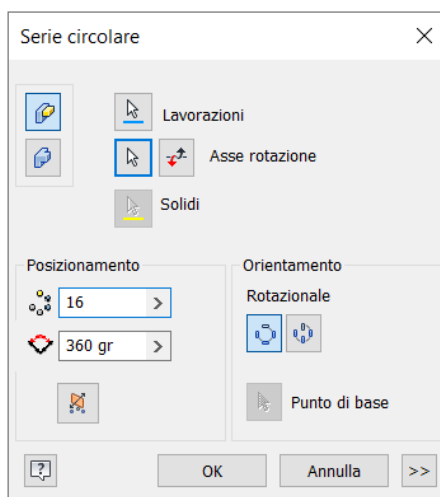 Serie circolare
Lavorazioni
Asse rotazione
Solidi
Posizionamento
16 >
360 gr >
Orientamento
Rotazionale
Punto di base
?
OK
Annulla
>>